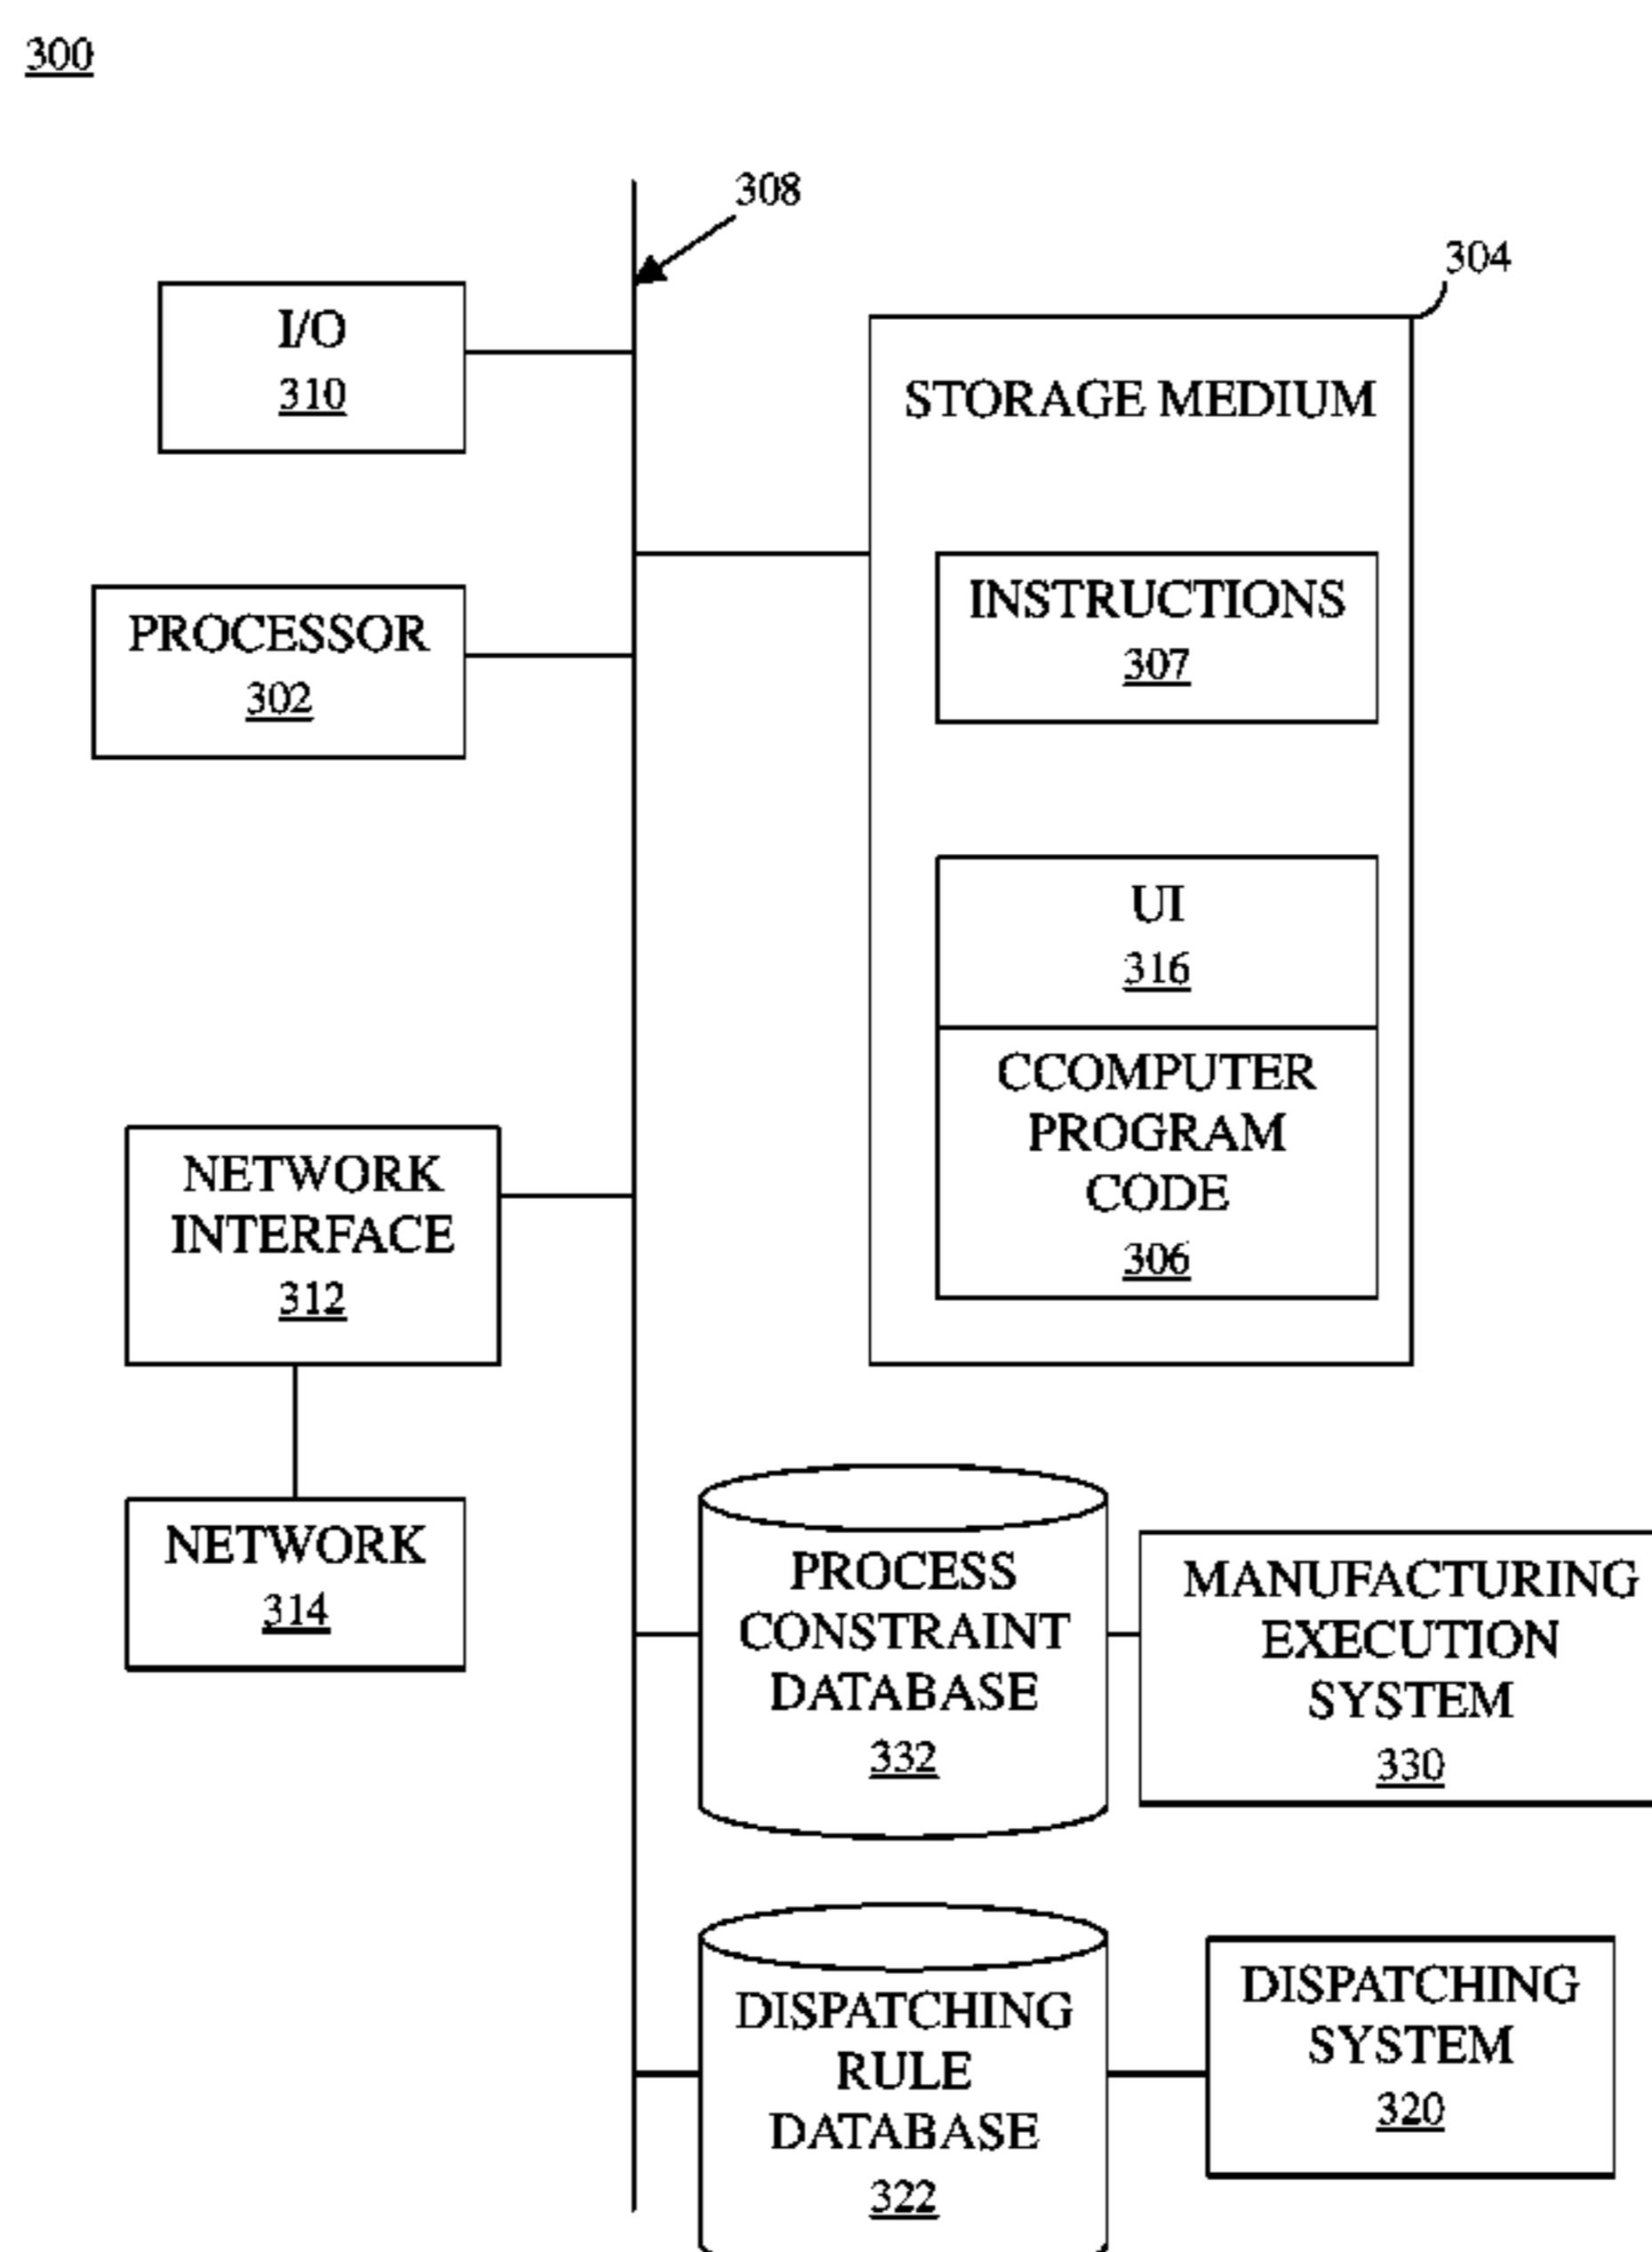 300
308
304
I/O
310
STORAGE MEDIUM
INSTRUCTIONS
307
PROCESSOR
302
UI
316
CCOMPUTER
PROGRAM
CODE
306
NETWORK
INTERFACE
312
NETWORK
314
PROCESS
CONSTRAINT
DATABASE
332
MANUFACTURING
EXECUTION
SYSTEM
330
DISPATCHING
RULE
DATABASE
322
DISPATCHING
SYSTEM
320